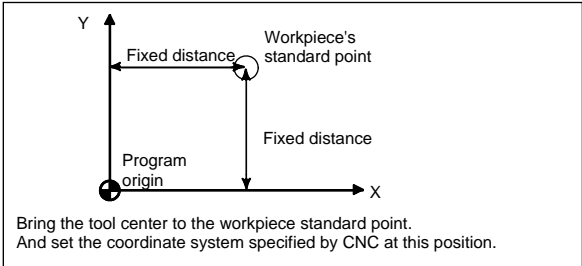 Y
Workpiece's
standard point
Fixed distance
Fixed distance
Program
origin
X
Bring the tool center to the workpiece standard point.
And set the coordinate system specified by CNC at this position.